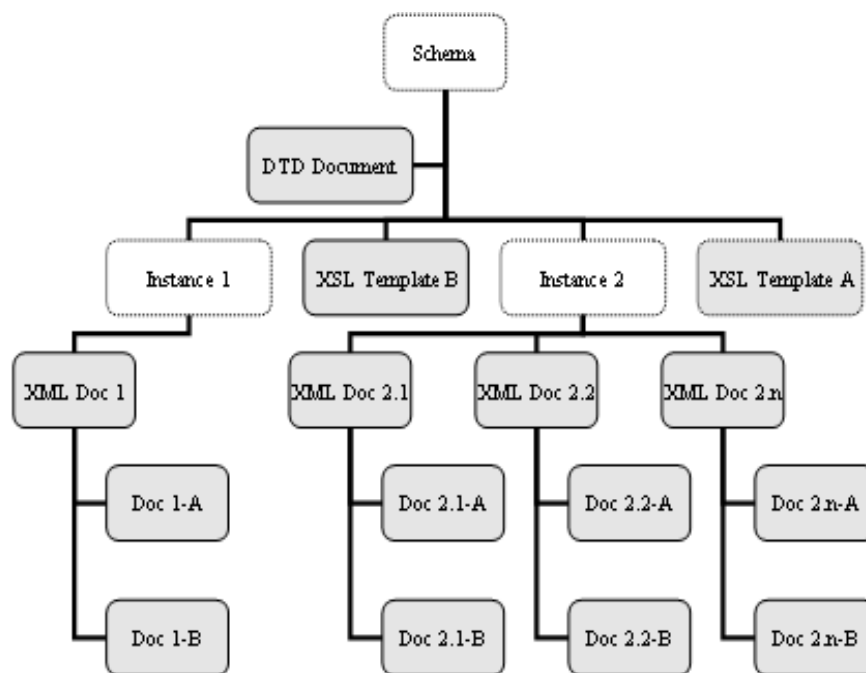 Schema
DTD Document
Instance 1
XSL Template B
Instance 2
XSL Template A
XML Doc 1
XML Doc 2.1
XML Doc 2.2
XML Doc 2.n
Doc 1-A
Doc 2.1-A
Doc 2.2-A
Doc 2.n-A
Doc 1-B
Doc 2.1-B
Doc 2.2-B
Doc 2.n-B